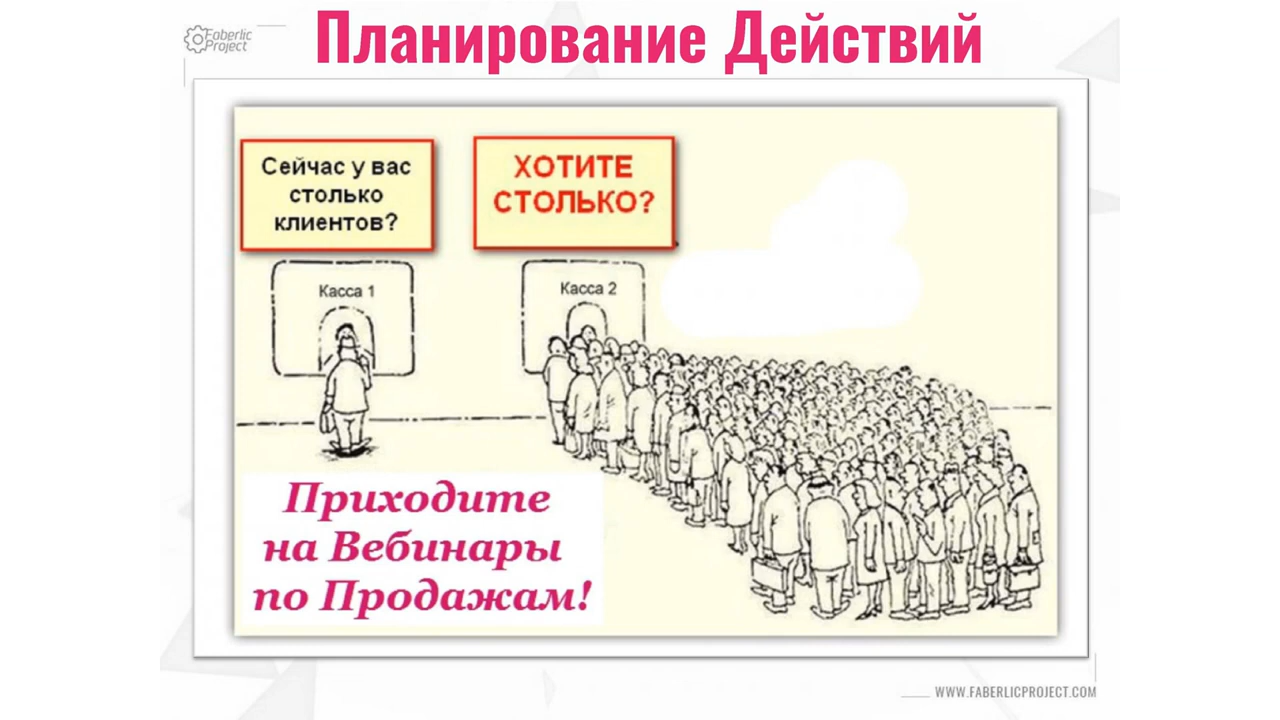 Faberlic
Project
Планирование Действий
Сейчас у вас
столько
клиентов?
ХОТИТЕ
СТОЛЬКО?
Касса 1
Касса 2
Приходите
на Вебинары
по Продажам!
WWW.FABERLICPROJECT.COM